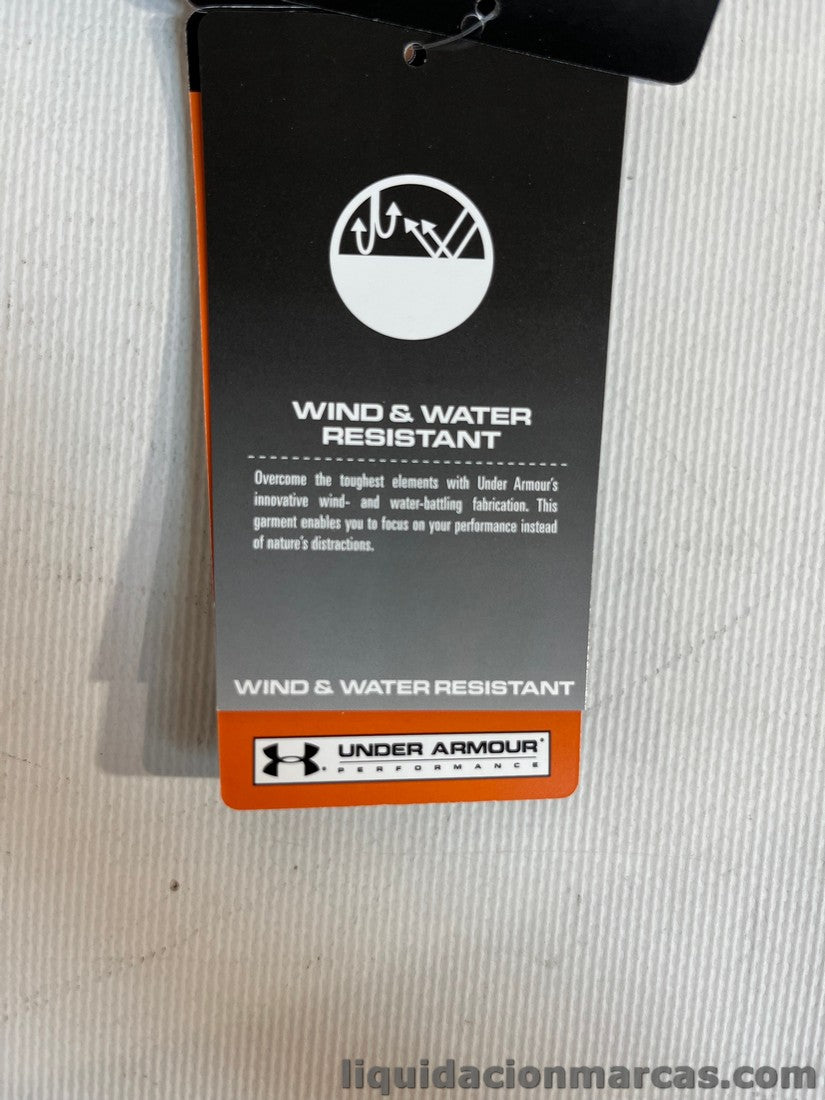 WIND & WATER
RESISTANT
Overcome the toughest elements with Under Armour's
innovative wind- and water-battling fabrication. This
garment enables you to focus on your performance instead
of nature's distractions.
WIND & WATER RESISTANT
UNDER ARMOUR®
PERFORMANCE
liquidacionmarcas.com